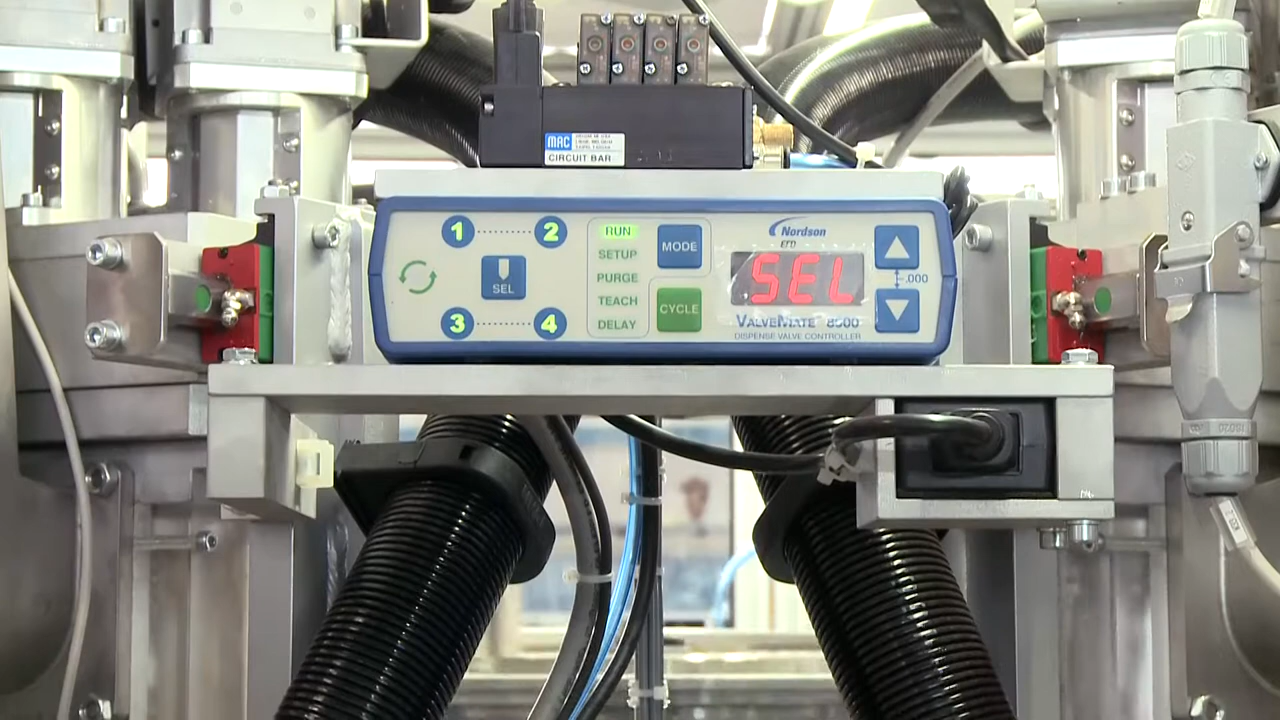 MAC
CIRCUIT BAR
1
2
SEL
3
4
RUN
SETUP
PURGE
TEACH
DELAY
MODE
CYCLE
Nordson
EFD
SEL
.000
VALVEMATE 8000
DISPENSE VALVE CONTROLLER